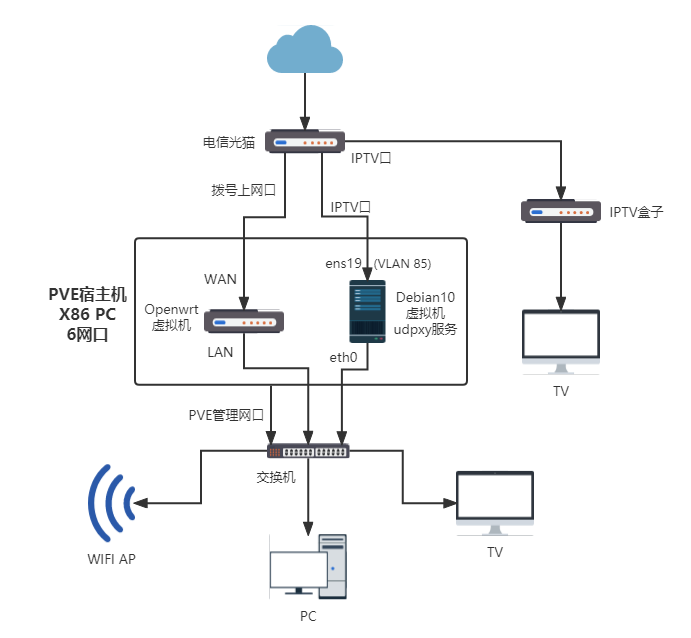 电信光猫
IPTV口
拨号上网口
IPTV口
IPTV盒子
ens19
(VLAN 85)
WAN
PVE宿主机
X86 PC
6网口
Openwrt
虚拟机
Debian10
虚拟机
udpxy服务
LAN
eth0
TV
PVE管理网口
交换机
WIFI AP
TV
PC